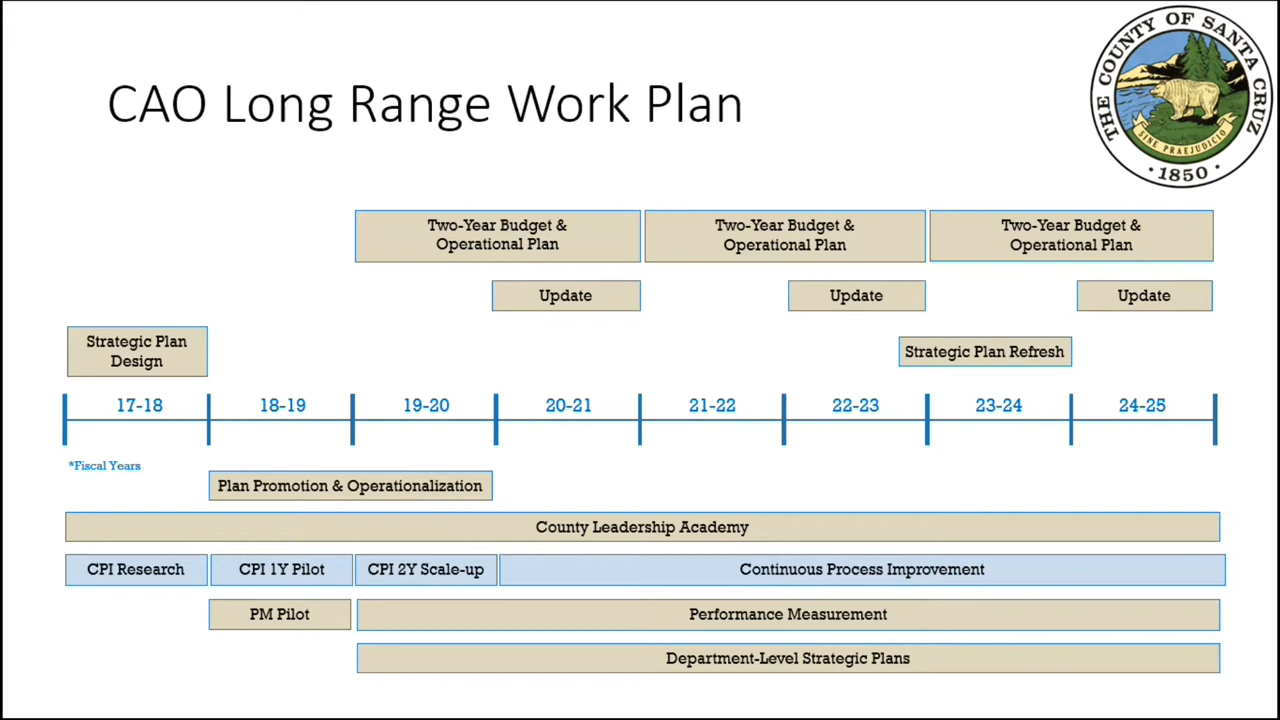 CAO Long Range Work Plan
THE COUNTY OF SANTA CRUZ
SINE PRAEJUDICIO
·1850·
Two-Year Budget &
Operational Plan
Two-Year Budget &
Operational Plan
Two-Year Budget &
Operational Plan
Update
Update
Update
Strategic Plan
Design
Strategic Plan Refresh
17-18
18-19
19-20
20-21
21-22
22-23
23-24
24-25
*Fiscal Years
Plan Promotion & Operationalization
County Leadership Academy
CPI Research
CPI 1Y Pilot
CPI 2Y Scale-up
Continuous Process Improvement
PM Pilot
Performance Measurement
Department-Level Strategic Plans